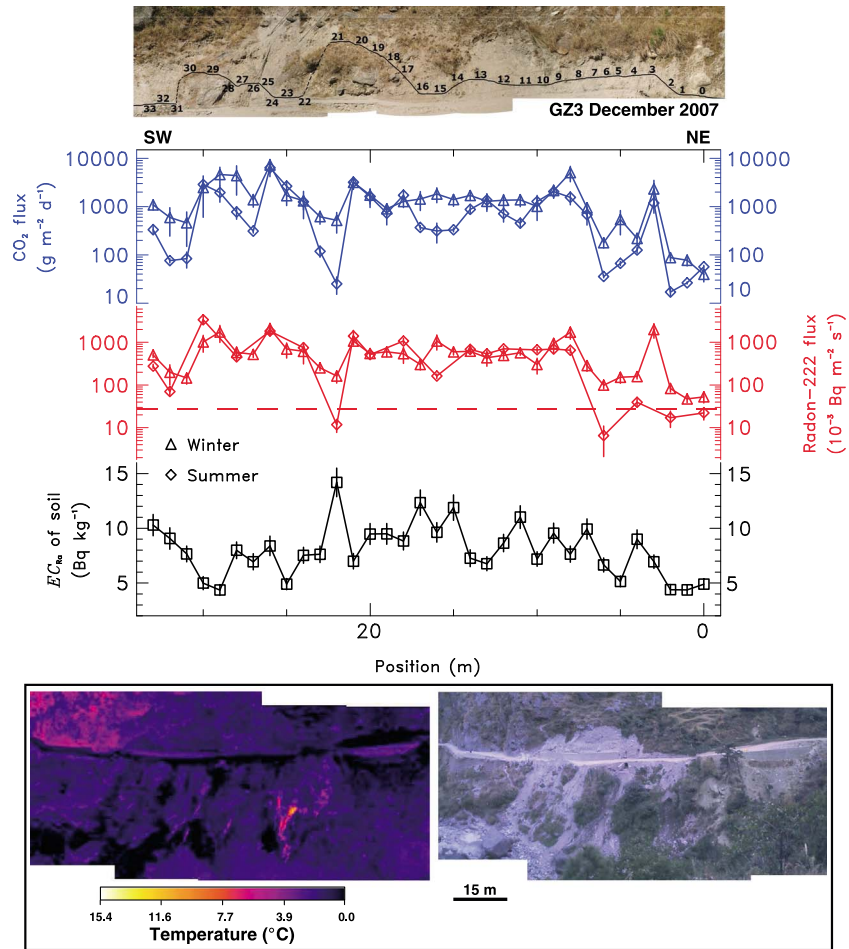 21 20 19 18 17 16 15 14 13 12 11 10 9 8 7 6 5 4 3 2 1 0
30 29 28 27 26 25 24 23 22
33 32 31
GZ3 December 2007
SW NE
CO₂ flux
(g m⁻² d⁻¹)
10000 10000
1000 1000
100 100
10 10
Radon−222 flux
(10⁻³ Bq m⁻² s⁻¹)
1000 1000
100 100
10 10
Winter
Summer
EC_Ra of soil
(Bq kg⁻¹)
15 15
10 10
5 5
20 0
Position (m)
15.4 11.6 7.7 3.9 0.0
Temperature (°C)
15 m